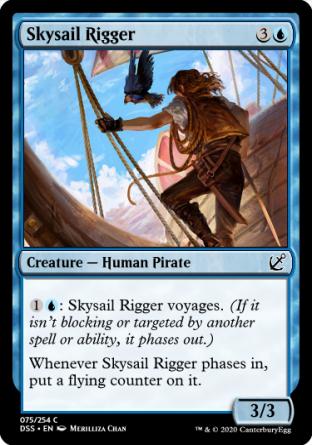 Skysail Rigger 3
Creature — Human Pirate
1 : Skysail Rigger voyages. (If it
isn't blocking or targeted by another
spell or ability, it phases out.)
Whenever Skysail Rigger phases in,
put a flying counter on it.
3/3
075/254 C
DSS • EN Merilliza Chan
™ & © 2020 CanterburyEgg